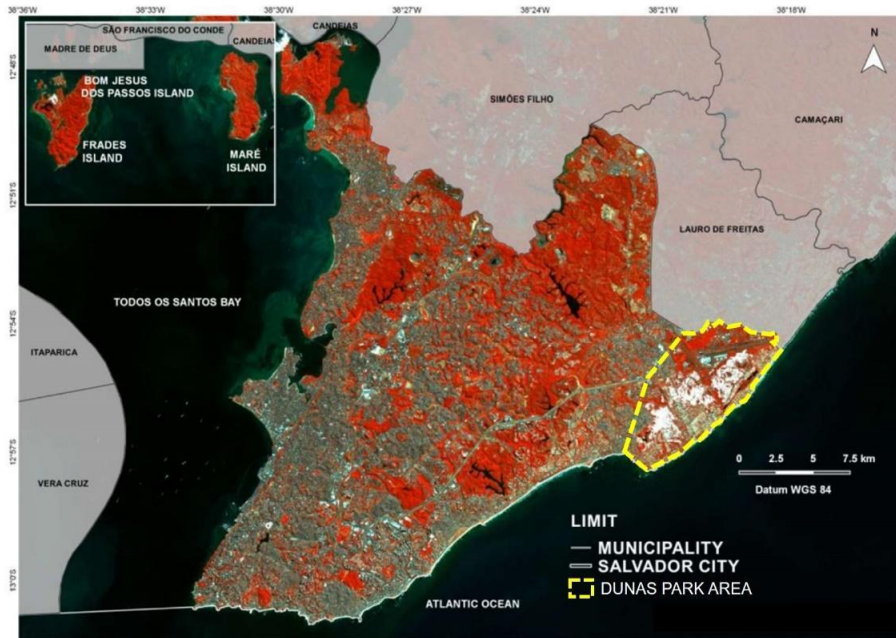 38°36'W
38°33'W
38°30'W
38°27'W
38°24'W
38°21'W
38°18'W
SÃO FRANCISCO DO CONDE
CANDEIAS
MADRE DE DEUS
CANDEIAS
N
12°48'S
BOM JESUS
DOS PASSOS ISLAND
SIMÕES FILHO
CAMAÇARI
FRADES
ISLAND
MARÉ
ISLAND
12°51'S
LAURO DE FREITAS
TODOS OS SANTOS BAY
12°54'S
ITAPARICA
12°57'S
0 2.5 5 7.5 km
VERA CRUZ
Datum WGS 84
LIMIT
MUNICIPALITY
SALVADOR CITY
DUNAS PARK AREA
13°0'S
ATLANTIC OCEAN